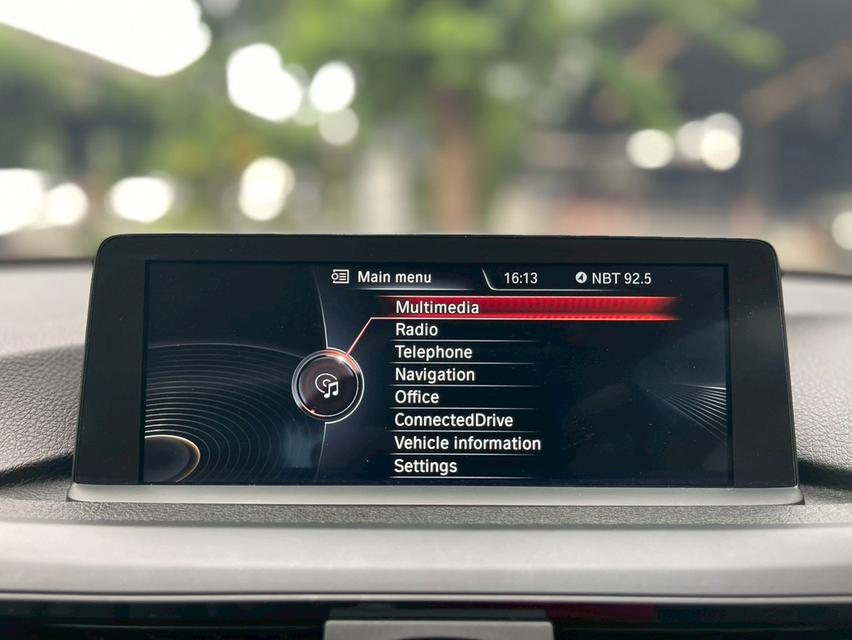 Main menu
16:13
NBT 92.5
Multimedia
Radio
Telephone
Navigation
Office
ConnectedDrive
Vehicle information
Settings